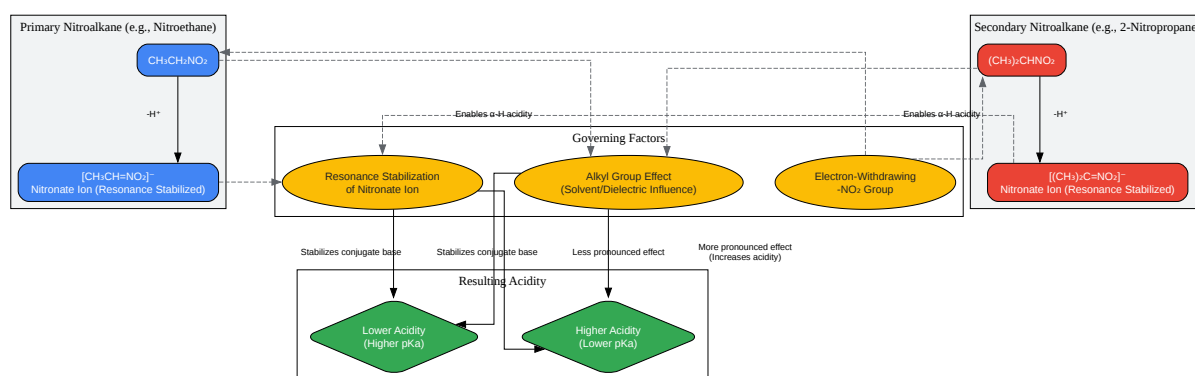 Primary Nitroalkane (e.g., Nitroethane)
Secondary Nitroalkane (e.g., 2-Nitropropane
CH₃CH₂NO₂
(CH₃)₂CHNO₂
-H⁺
Enables α-H acidity
Enables α-H acidity
-H⁺
Governing Factors
[CH₃CH=NO₂]⁻
Nitronate Ion (Resonance Stabilized)
Resonance Stabilization
of Nitronate Ion
Alkyl Group Effect
(Solvent/Dielectric Influence)
Electron-Withdrawing
-NO₂ Group
[(CH₃)₂C=NO₂]⁻
Nitronate Ion (Resonance Stabilized)
Stabilizes conjugate base
Stabilizes conjugate base
Less pronounced effect
More pronounced effect
(Increases acidity)
Resulting Acidity
Lower Acidity
(Higher pKa)
Higher Acidity
(Lower pKa)